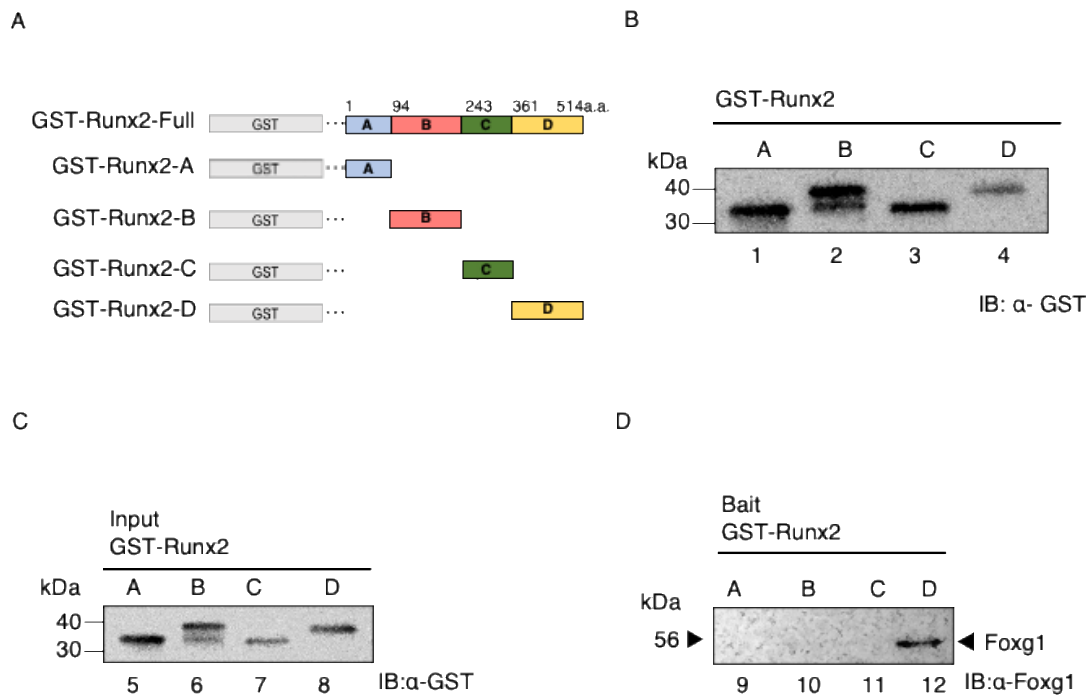 A
1 94 243 361 514a.a.
GST-Runx2-Full GST ··· A B C D
GST-Runx2-A GST ··· A
GST-Runx2-B GST ··· B
GST-Runx2-C GST ··· C
GST-Runx2-D GST ··· D
B
GST-Runx2
kDa A B C D
40
30
1 2 3 4
IB: α- GST
C
Input
GST-Runx2
kDa A B C D
40
30
5 6 7 8 IB:α-GST
D
Bait
GST-Runx2
A B C D
kDa
56 Foxg1
9 10 11 12 IB:α-Foxg1